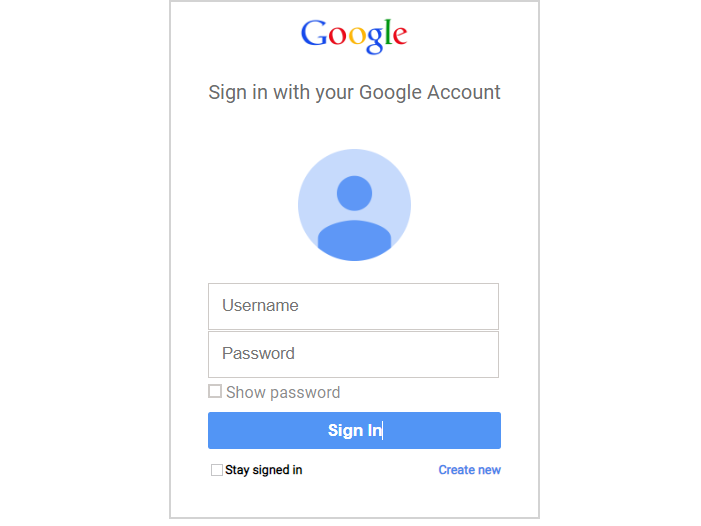 Google
Sign in with your Google Account
Username
Password
Show password
Sign In
Stay signed in
Create new